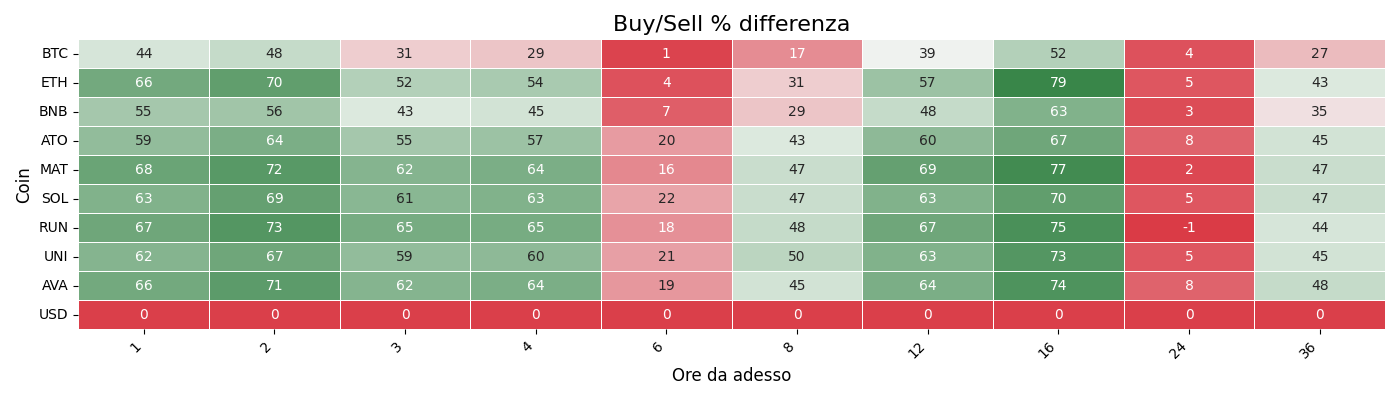 Buy/Sell % differenza
BTC 44 48 31 29 1 17 39 52 4 27
ETH 66 70 52 54 4 31 57 79 5 43
BNB 55 56 43 45 7 29 48 63 3 35
ATO 59 64 55 57 20 43 60 67 8 45
MAT 68 72 62 64 16 47 69 77 2 47
SOL 63 69 61 63 22 47 63 70 5 47
RUN 67 73 65 65 18 48 67 75 -1 44
UNI 62 67 59 60 21 50 63 73 5 45
AVA 66 71 62 64 19 45 64 74 8 48
USD 0 0 0 0 0 0 0 0 0 0
1 2 3 4 6 8 12 16 24 36
Coin
Ore da adesso